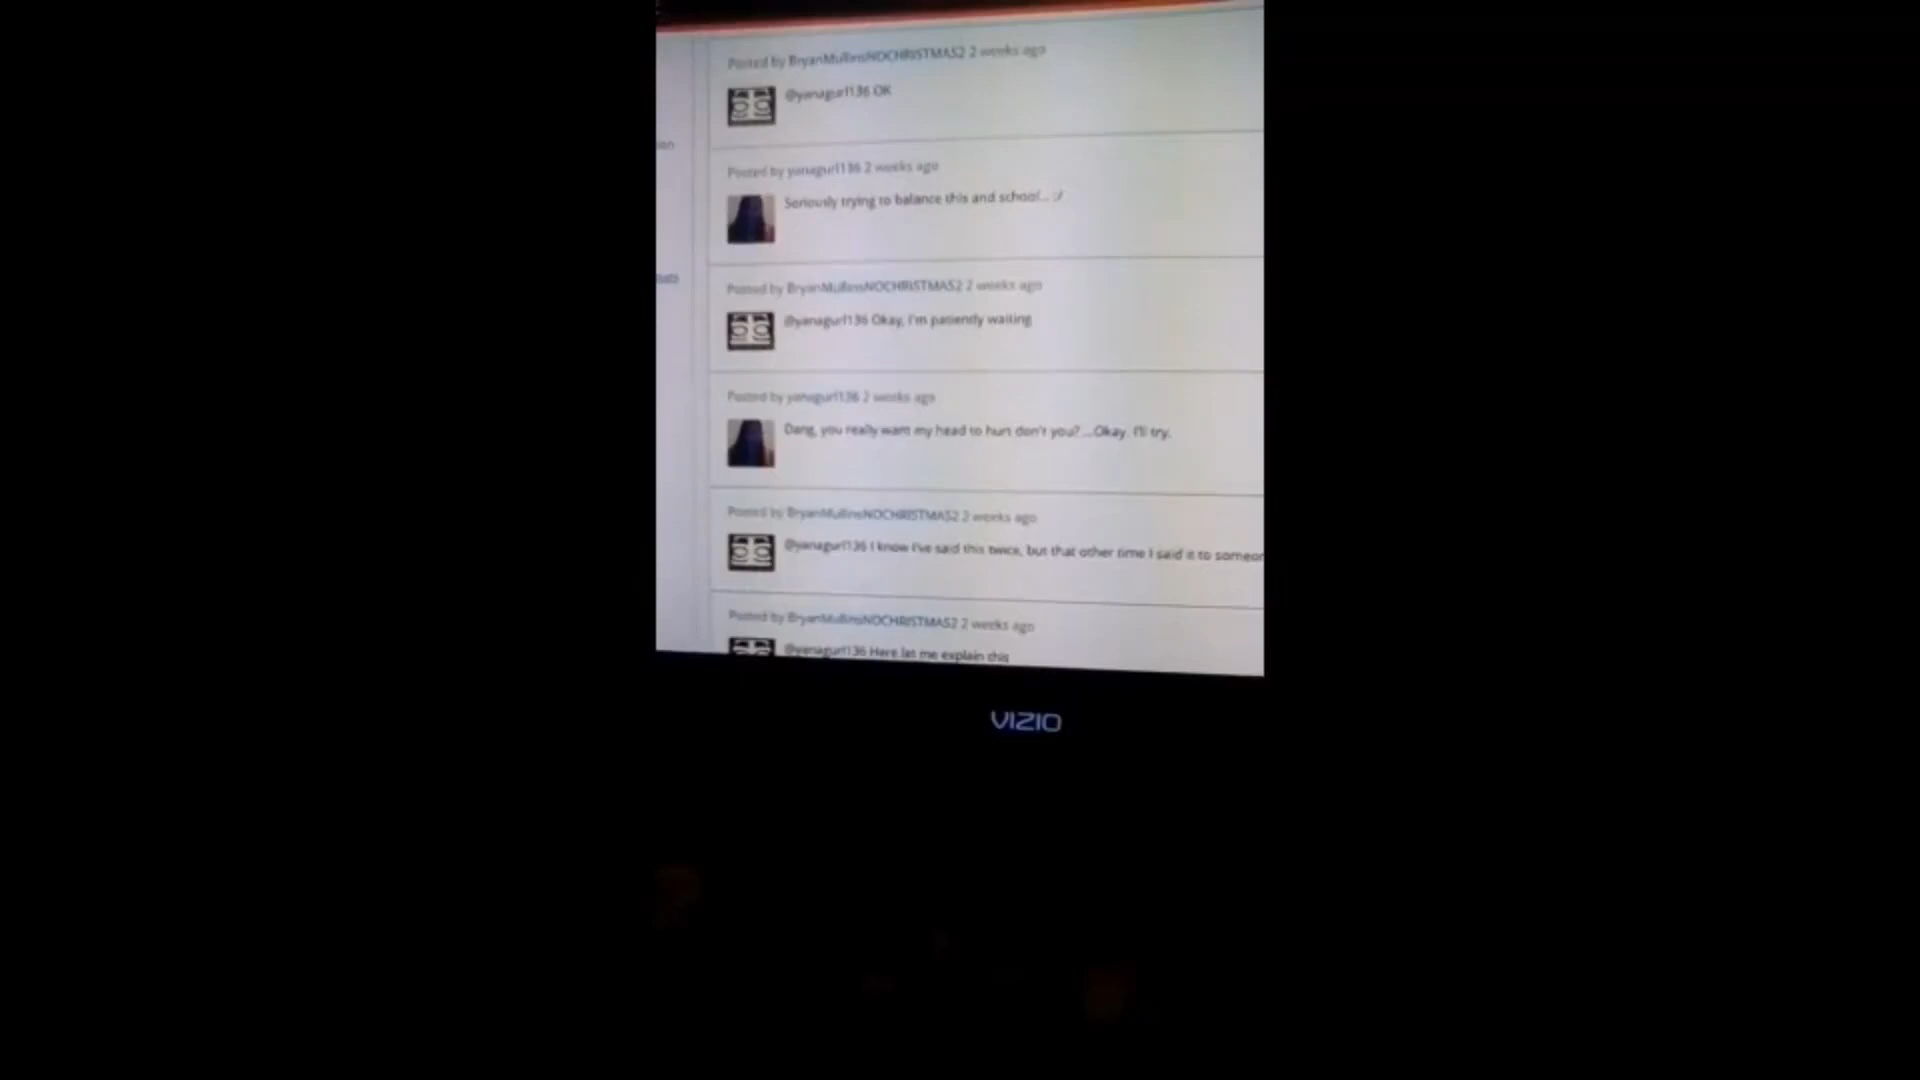 Posted by BryanMullinsNOCHRISTMAS2 2 weeks ago
@yanagurl136 OK
Posted by yanagurl136 2 weeks ago
Seriously trying to balance this and school... :/
Posted by BryanMullinsNOCHRISTMAS2 2 weeks ago
@yanagurl136 Okay, I'm patiently waiting
Posted by yanagurl136 2 weeks ago
Dang, you really want my head to hurt don't you? ...Okay. I'll try.
Posted by BryanMullinsNOCHRISTMAS2 2 weeks ago
@yanagurl136 I know I've said this twice, but that other time I said it to someon
Posted by BryanMullinsNOCHRISTMAS2 2 weeks ago
@yanagurl136 Here let me explain this
VIZIO